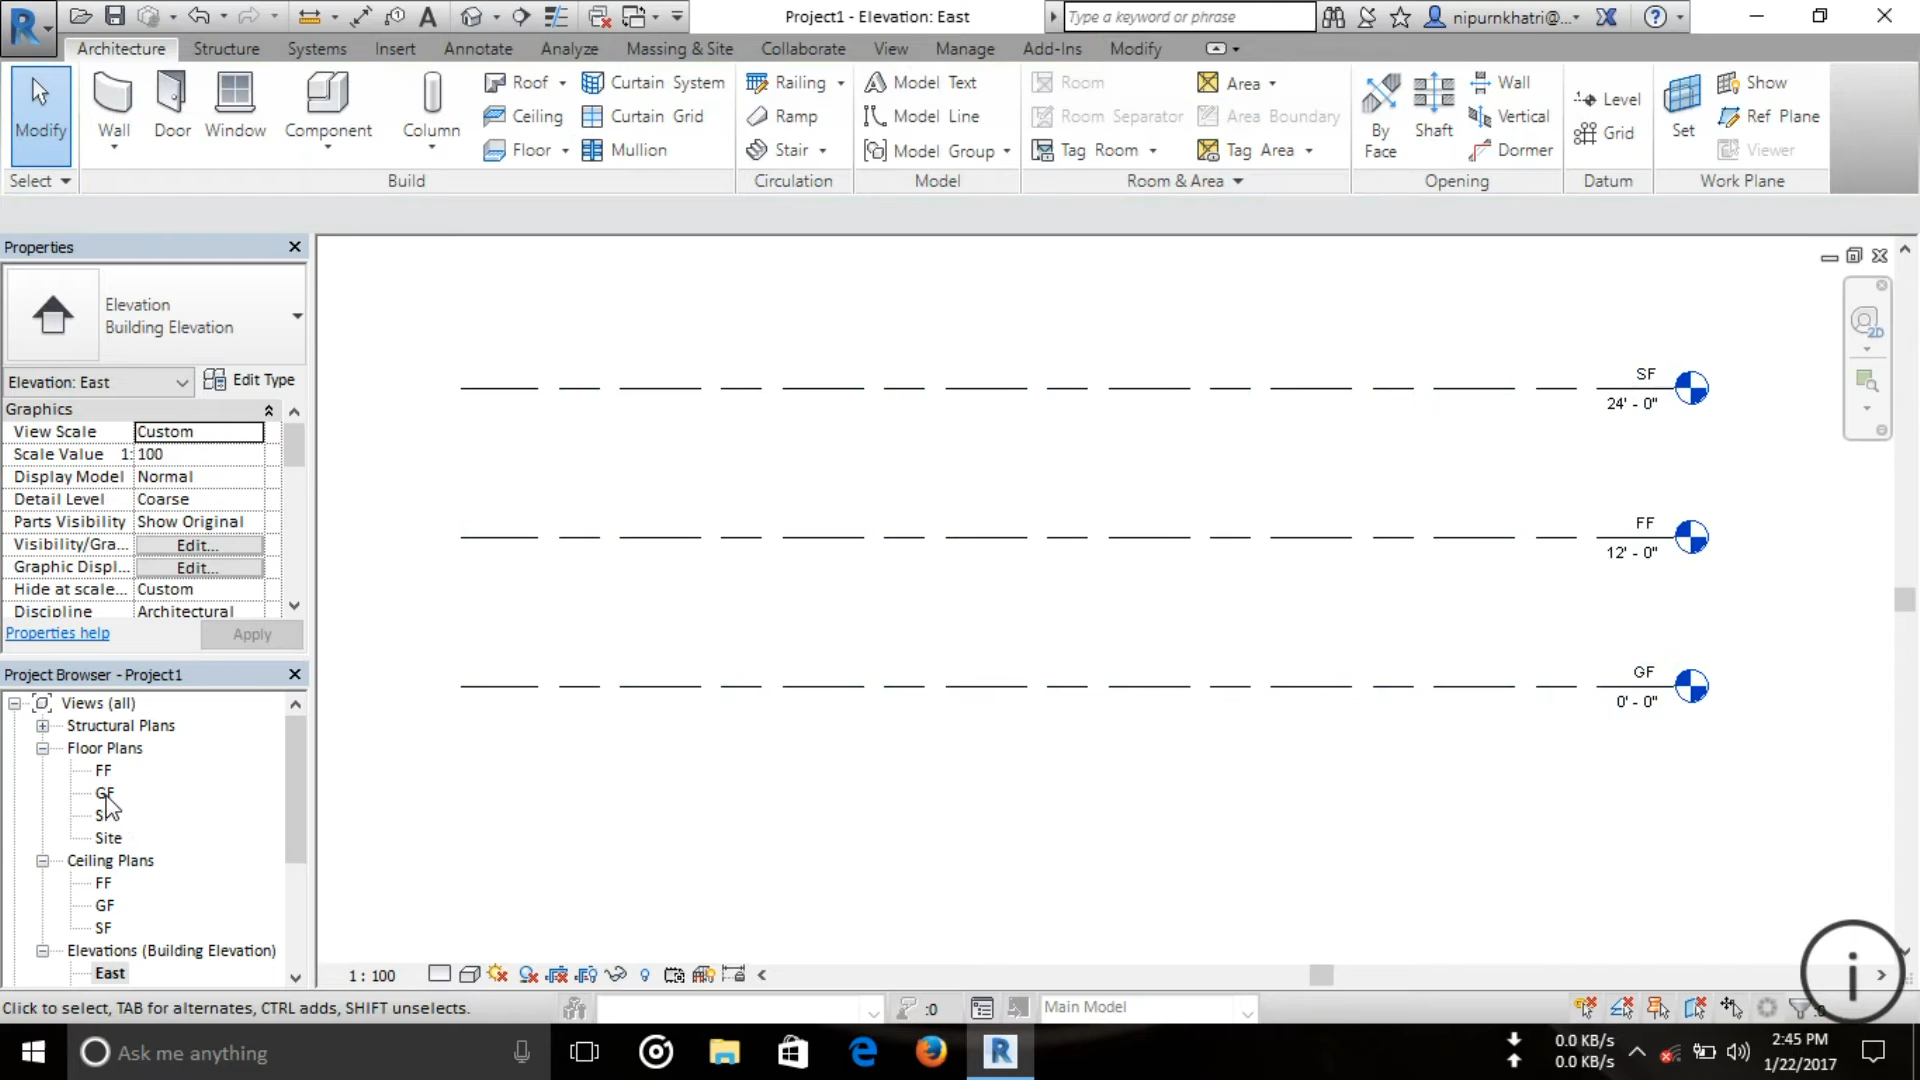 Project1 - Elevation: East
Type a keyword or phrase
nipurnkhatri@...
Architecture Structure Systems Insert Annotate Analyze Massing & Site Collaborate View Manage Add-Ins Modify
Modify
Wall
Door
Window
Component
Column
Roof
Ceiling
Floor
Curtain System
Curtain Grid
Mullion
Railing
Ramp
Stair
Model Text
Model Line
Model Group
Room
Room Separator
Tag Room
Area
Area Boundary
Tag Area
By Face
Shaft
Wall
Vertical
Dormer
Level
Grid
Set
Show
Ref Plane
Viewer
Select Build Circulation Model Room & Area Opening Datum Work Plane
Properties
Elevation
Building Elevation
Elevation: East Edit Type
Graphics
View Scale Custom
Scale Value 1: 100
Display Model Normal
Detail Level Coarse
Parts Visibility Show Original
Visibility/Gra... Edit...
Graphic Displ... Edit...
Hide at scale... Custom
Discipline Architectural
Properties help Apply
Project Browser - Project1
Views (all)
Structural Plans
Floor Plans
FF
GF
Site
Ceiling Plans
FF
GF
SF
Elevations (Building Elevation)
East
SF
24' - 0"
FF
12' - 0"
GF
0' - 0"
2D
1 : 100
Click to select, TAB for alternates, CTRL adds, SHIFT unselects.
:0
Main Model
Ask me anything
0.0 KB/s
0.0 KB/s
2:45 PM
1/22/2017